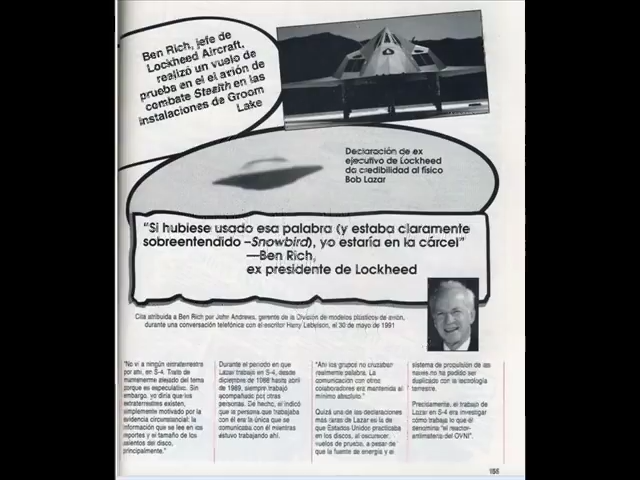 Ben Rich, jefe de
Lockheed Aircraft,
realizó un vuelo de
prueba en el el avión de
combate Stealth en las
instalaciones de Groom
Lake
Declaración de ex
ejecutivo de Lockheed
da credibilidad al físico
Bob Lazar
"Si hubiese usado esa palabra (y estaba claramente
sobreentendido –Snowbird), yo estaría en la cárcel"
—Ben Rich,
ex presidente de Lockheed
Cita atribuida a Ben Rich por John Andrews, gerente de la División de modelos plásticos de avión,
durante una conversación telefónica con el escritor Harry Lebelson, el 30 de mayo de 1991
"No vi a ningún extraterrestre
por ahí, en S-4. Trato de
mantenerme alejado del tema
porque es especulativo. Sin
embargo, yo diría que los
extraterrestres existen,
simplemente motivado por la
evidencia circunstancial: la
información que se lee en los
reportes y el tamaño de los
asientos del disco,
principalmente."
Durante el período en que
Lazar trabajó en S-4, desde
diciembre de 1988 hasta abril
de 1989, siempre trabajó
acompañado por otras
personas. De hecho, él indicó
que la persona que trabajaba
con él era la única que se
comunicaba con él mientras
estuvo trabajando ahí.
"Ahí los grupos no cruzaban
realmente palabra. La
comunicación con otros
colaboradores era mantenida al
mínimo absoluto."
Quizá una de las declaraciones
más raras de Lazar es la de
que Estados Unidos practicaba
en los discos, al oscurecer,
vuelos de prueba, a pesar de
que la fuente de energía y el
sistema de propulsión de las
naves no ha podido ser
duplicado con la tecnología
terrestre.
Precisamente, el trabajo de
Lazar en S-4 era investigar
cómo trabaja lo que él
denomina "el reactor-
antimateria del OVNI".